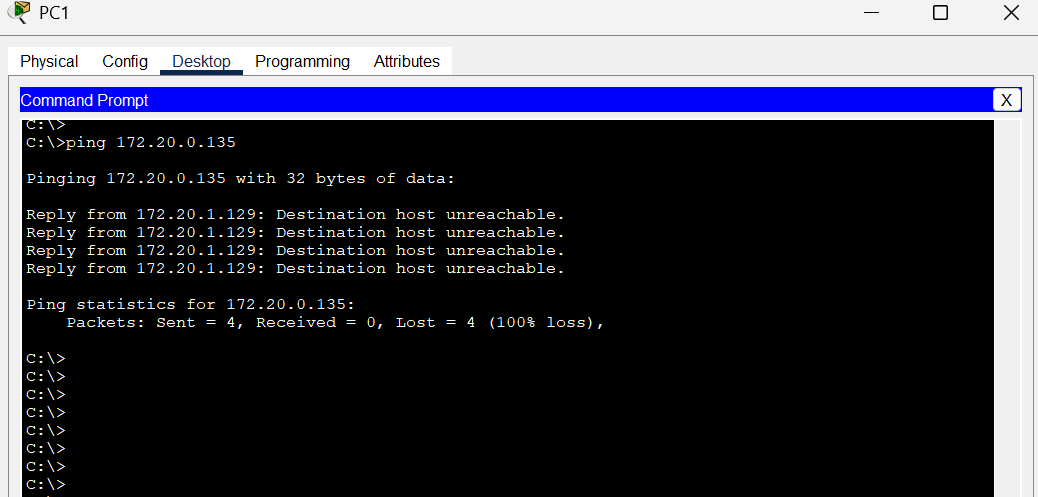 PC1
Physical Config Desktop Programming Attributes
Command Prompt X
C:\>
C:\>ping 172.20.0.135
Pinging 172.20.0.135 with 32 bytes of data:
Reply from 172.20.1.129: Destination host unreachable.
Reply from 172.20.1.129: Destination host unreachable.
Reply from 172.20.1.129: Destination host unreachable.
Reply from 172.20.1.129: Destination host unreachable.
Ping statistics for 172.20.0.135:
Packets: Sent = 4, Received = 0, Lost = 4 (100% loss),
C:\>
C:\>
C:\>
C:\>
C:\>
C:\>
C:\>
C:\>